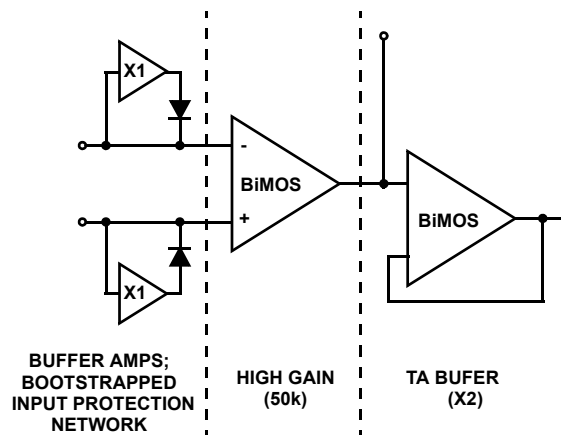 X1
-
BiMOS
+
BiMOS
X1
BUFFER AMPS;
BOOTSTRAPPED
INPUT PROTECTION
NETWORK
HIGH GAIN
(50k)
TA BUFER
(X2)